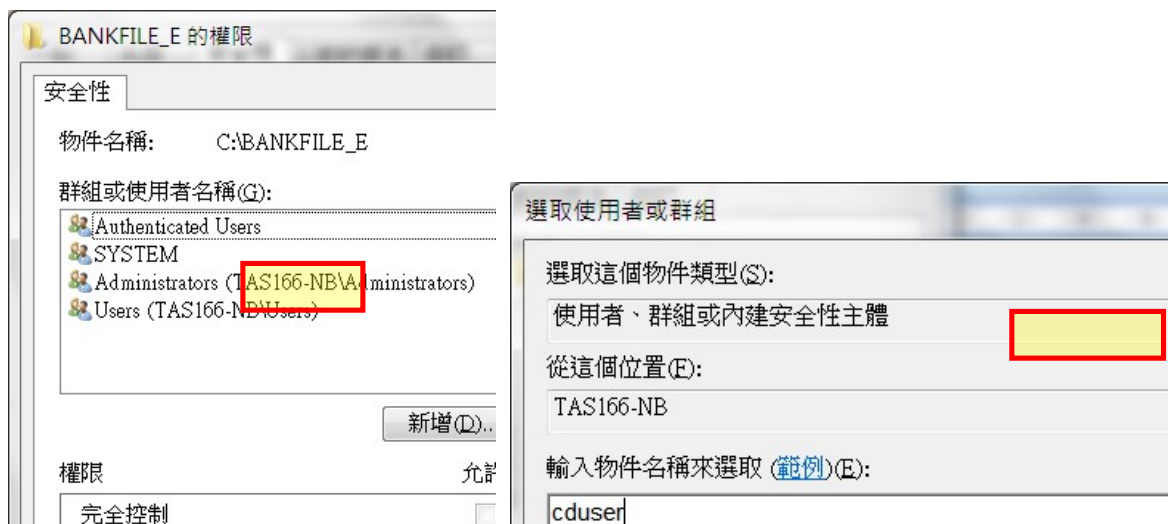 BANKFILE_E 的權限
安全性
物件名稱: C:\BANKFILE_E
群組或使用者名稱(G):
Authenticated Users
SYSTEM
Administrators (TAS166-NB\Administrators)
Users (TAS166-NB\Users)
新增(D)..
權限 允許
完全控制
選取使用者或群組
選取這個物件類型(S):
使用者、群組或內建安全性主體
從這個位置(F):
TAS166-NB
輸入物件名稱來選取 (範例)(E):
cduser